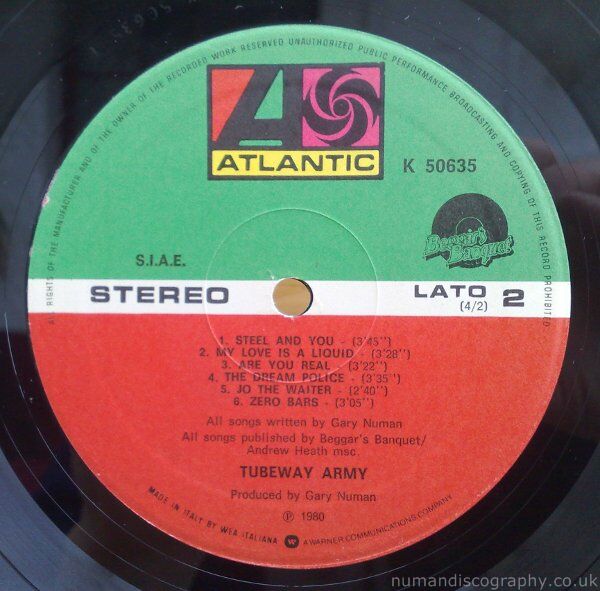 ALL RIGHTS OF THE MANUFACTURER AND OF THE OWNER OF THE RECORDED WORK RESERVED UNAUTHORIZED PUBLIC PERFORMANCE BROADCASTING AND COPYING OF THIS RECORD PROHIBITED
ATLANTIC
K 50635
Beggar's
Banquet
S.I.A.E.
STEREO
LATO 2
(4/2)
1. STEEL AND YOU - (3'45'')
2. MY LOVE IS A LIQUID - (3'28'')
3. ARE YOU REAL - (3'22'')
4. THE DREAM POLICE - (3'35'')
5. JO THE WAITER - (2'40'')
6. ZERO BARS - (3'05'')
All songs written by Gary Numan
All songs published by Beggar's Banquet/
Andrew Heath msc.
TUBEWAY ARMY
Produced by Gary Numan
℗ 1980
MADE IN ITALY BY WEA ITALIANA A WARNER COMMUNICATIONS COMPANY
numandiscography.co.uk